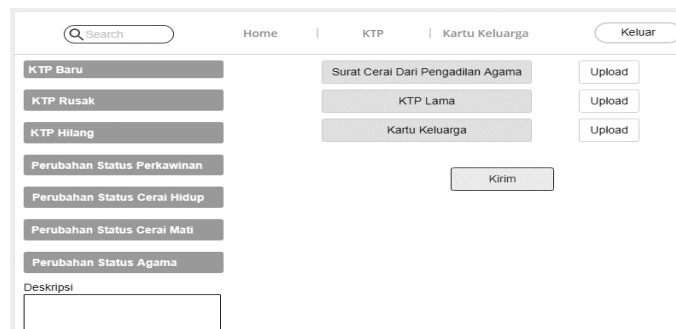 Search
Home | KTP | Kartu Keluarga
Keluar
KTP Baru
KTP Rusak
KTP Hilang
Perubahan Status Perkawinan
Perubahan Status Cerai Hidup
Perubahan Status Cerai Mati
Perubahan Status Agama
Deskripsi
Surat Cerai Dari Pengadilan Agama Upload
KTP Lama Upload
Kartu Keluarga Upload
Kirim